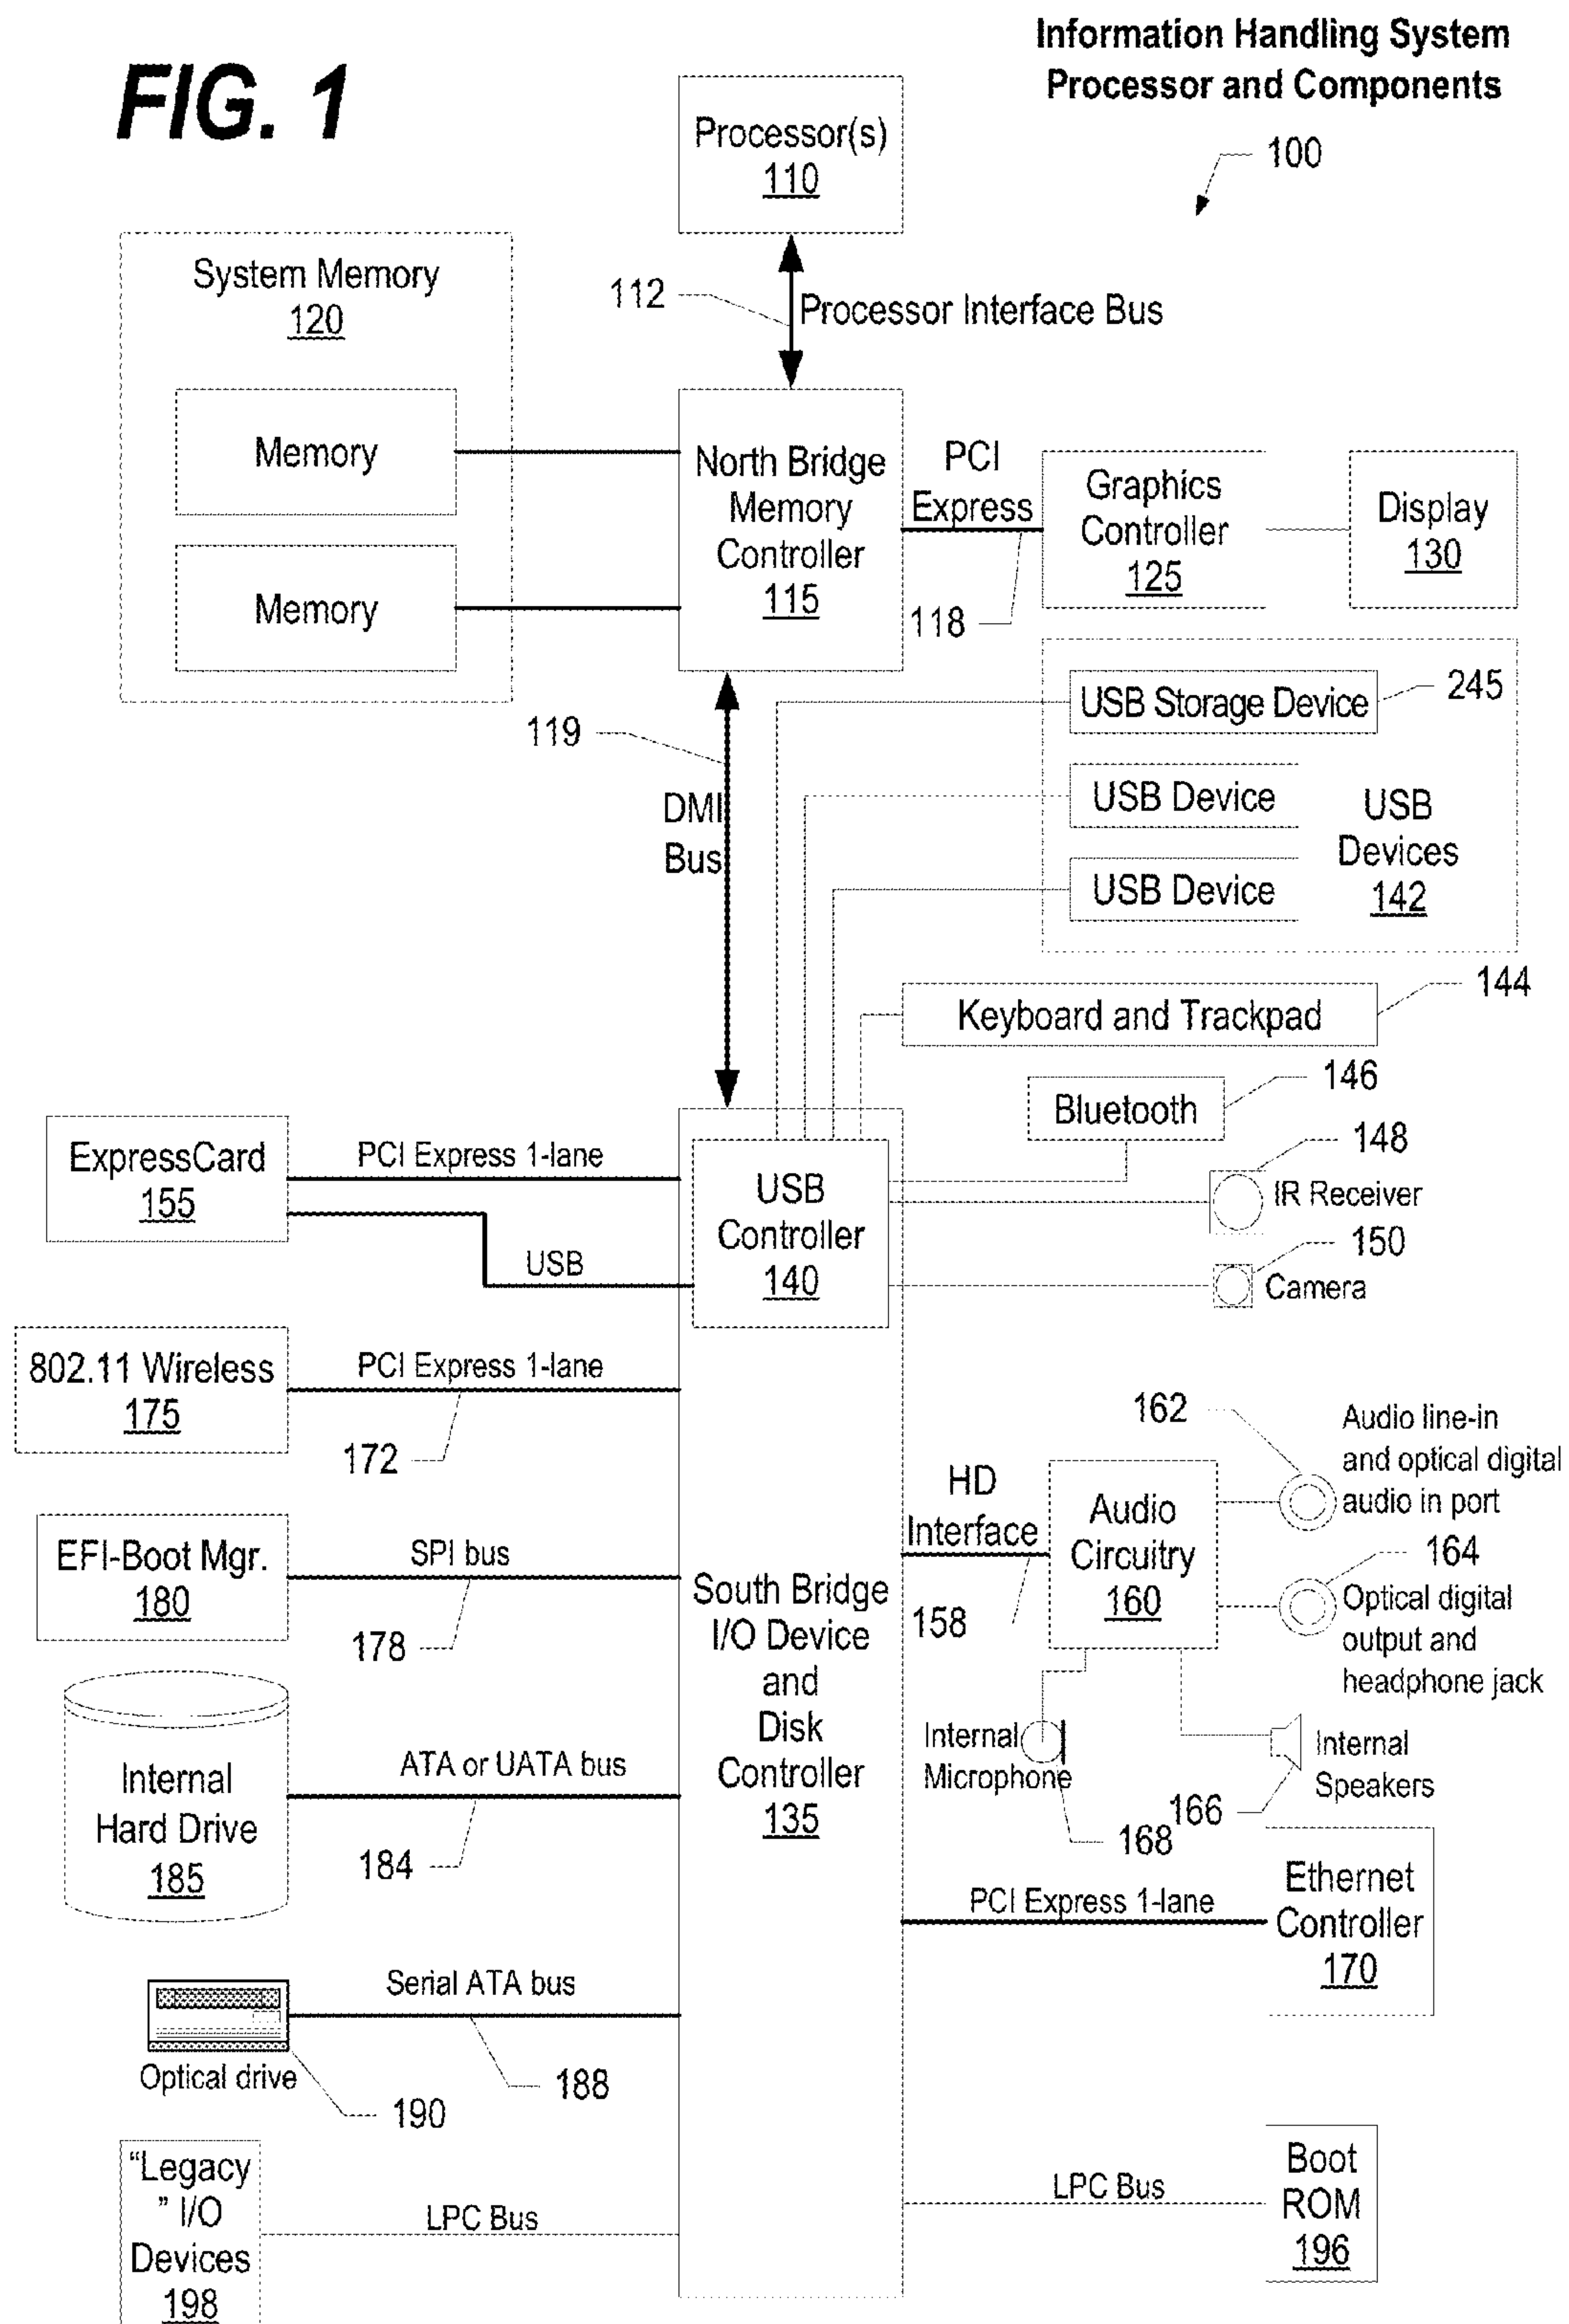 Information Handling System
Processor and Components
FIG. 1
100
Processor(s)
110
112
Processor Interface Bus
System Memory
120
Memory
Memory
North Bridge
Memory
Controller
115
PCI
Express
118
Graphics
Controller
125
Display
130
119
DMI
Bus
USB Storage Device
245
USB Device
USB Device
USB
Devices
142
Keyboard and Trackpad
144
Bluetooth
146
148
IR Receiver
150
Camera
ExpressCard
155
PCI Express 1-lane
USB
USB
Controller
140
802.11 Wireless
175
PCI Express 1-lane
172
EFI-Boot Mgr.
180
SPI bus
178
Internal
Hard Drive
185
ATA or UATA bus
184
South Bridge
I/O Device
and
Disk
Controller
135
HD
Interface
158
Audio
Circuitry
160
162
Audio line-in
and optical digital
audio in port
164
Optical digital
output and
headphone jack
Internal
Microphone
168
166
Internal
Speakers
PCI Express 1-lane
Ethernet
Controller
170
Serial ATA bus
188
Optical drive
190
“Legacy
” I/O
Devices
198
LPC Bus
LPC Bus
Boot
ROM
196